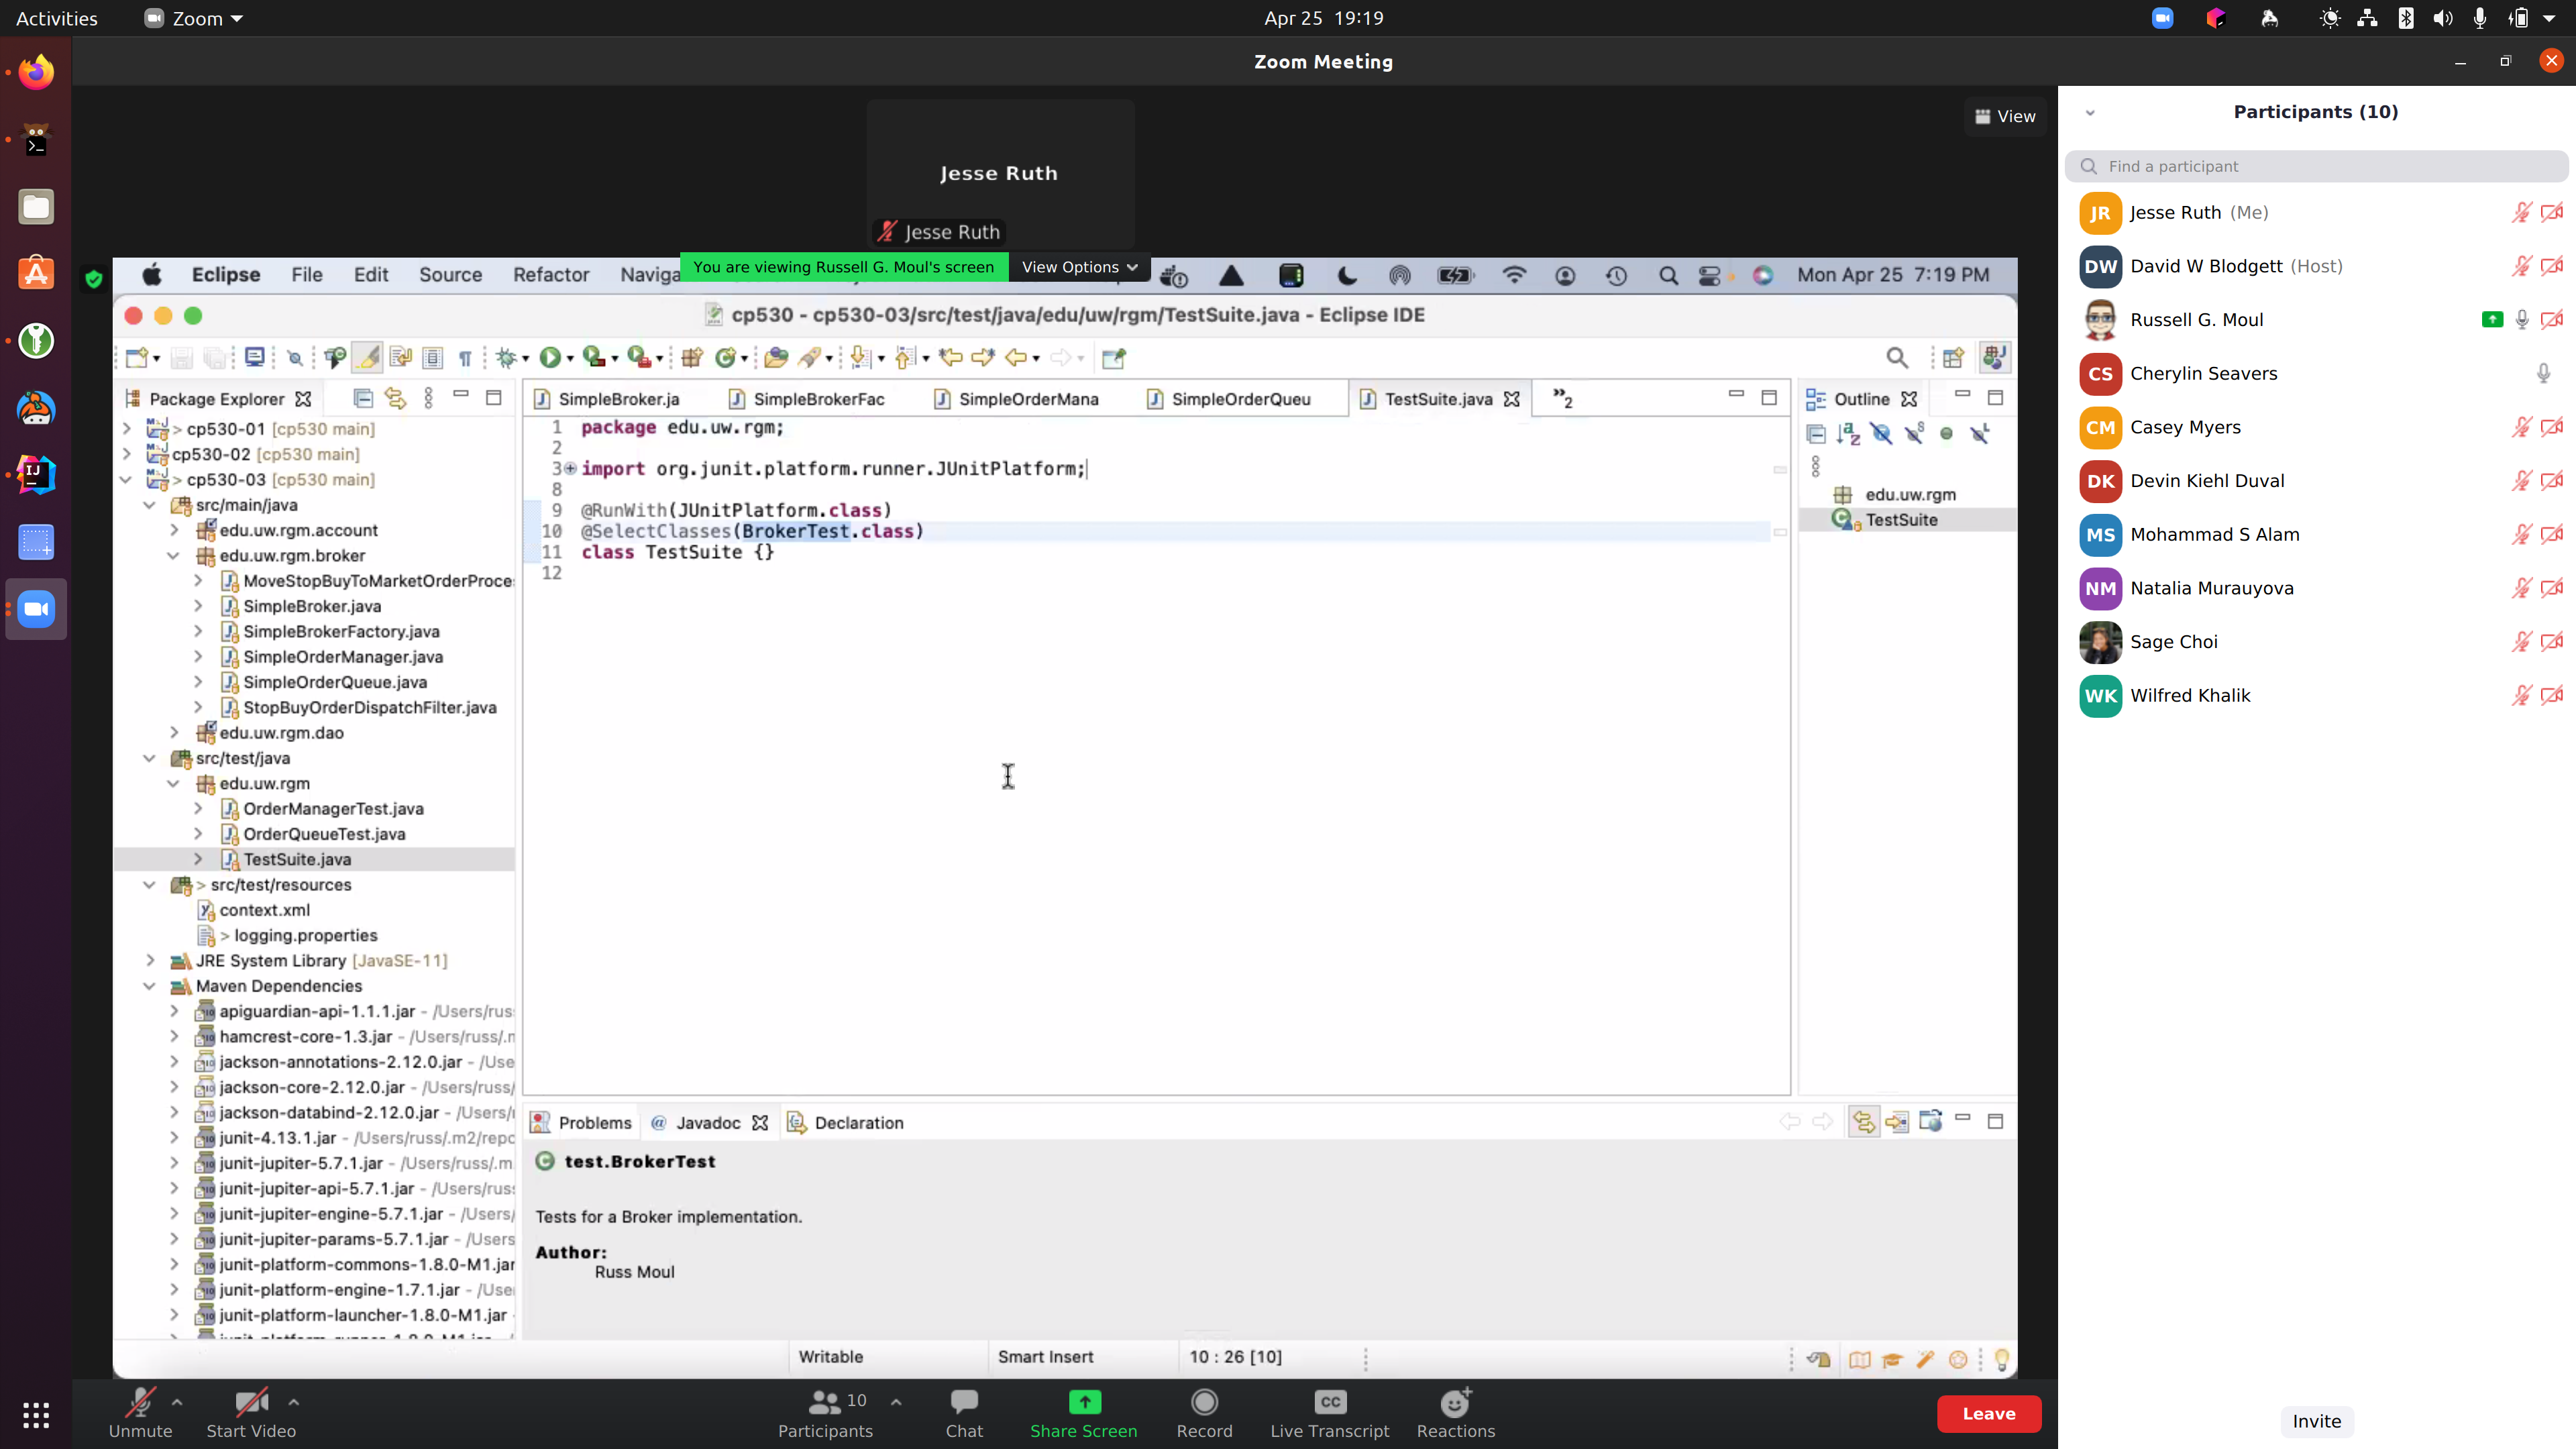 Activities
Zoom
Apr 25 19:19
Zoom Meeting
View
Jesse Ruth
Jesse Ruth
You are viewing Russell G. Moul's screen
View Options
Eclipse File Edit Source Refactor Naviga
Mon Apr 25 7:19 PM
cp530 - cp530-03/src/test/java/edu/uw/rgm/TestSuite.java - Eclipse IDE
Package Explorer
> cp530-01 [cp530 main]
cp530-02 [cp530 main]
> cp530-03 [cp530 main]
src/main/java
edu.uw.rgm.account
edu.uw.rgm.broker
MoveStopBuyToMarketOrderProce
SimpleBroker.java
SimpleBrokerFactory.java
SimpleOrderManager.java
SimpleOrderQueue.java
StopBuyOrderDispatchFilter.java
edu.uw.rgm.dao
src/test/java
edu.uw.rgm
OrderManagerTest.java
OrderQueueTest.java
TestSuite.java
> src/test/resources
context.xml
> logging.properties
JRE System Library [JavaSE-11]
Maven Dependencies
apiguardian-api-1.1.1.jar - /Users/rus
hamcrest-core-1.3.jar - /Users/russ/.r
jackson-annotations-2.12.0.jar - /Use
jackson-core-2.12.0.jar - /Users/russ/
jackson-databind-2.12.0.jar - /Users/
junit-4.13.1.jar - /Users/russ/.m2/repo
junit-jupiter-5.7.1.jar - /Users/russ/.m
junit-jupiter-api-5.7.1.jar - /Users/rus
junit-jupiter-engine-5.7.1.jar - /Users/
junit-jupiter-params-5.7.1.jar - /Users
junit-platform-commons-1.8.0-M1.jar
junit-platform-engine-1.7.1.jar - /Use
junit-platform-launcher-1.8.0-M1.jar
SimpleBroker.ja
SimpleBrokerFac
SimpleOrderMana
SimpleOrderQueu
TestSuite.java
»2
1 package edu.uw.rgm;
2
3 import org.junit.platform.runner.JUnitPlatform;
8
9 @RunWith(JUnitPlatform.class)
10 @SelectClasses(BrokerTest.class)
11 class TestSuite {}
12
Outline
edu.uw.rgm
TestSuite
Problems
@ Javadoc
Declaration
test.BrokerTest
Tests for a Broker implementation.
Author:
Russ Moul
Writable
Smart Insert
10 : 26 [10]
Participants (10)
Find a participant
JR Jesse Ruth (Me)
DW David W Blodgett (Host)
Russell G. Moul
CS Cherylin Seavers
CM Casey Myers
DK Devin Kiehl Duval
MS Mohammad S Alam
NM Natalia Murauyova
Sage Choi
WK Wilfred Khalik
Invite
Unmute
Start Video
10
Participants
Chat
Share Screen
Record
CC
Live Transcript
Reactions
Leave